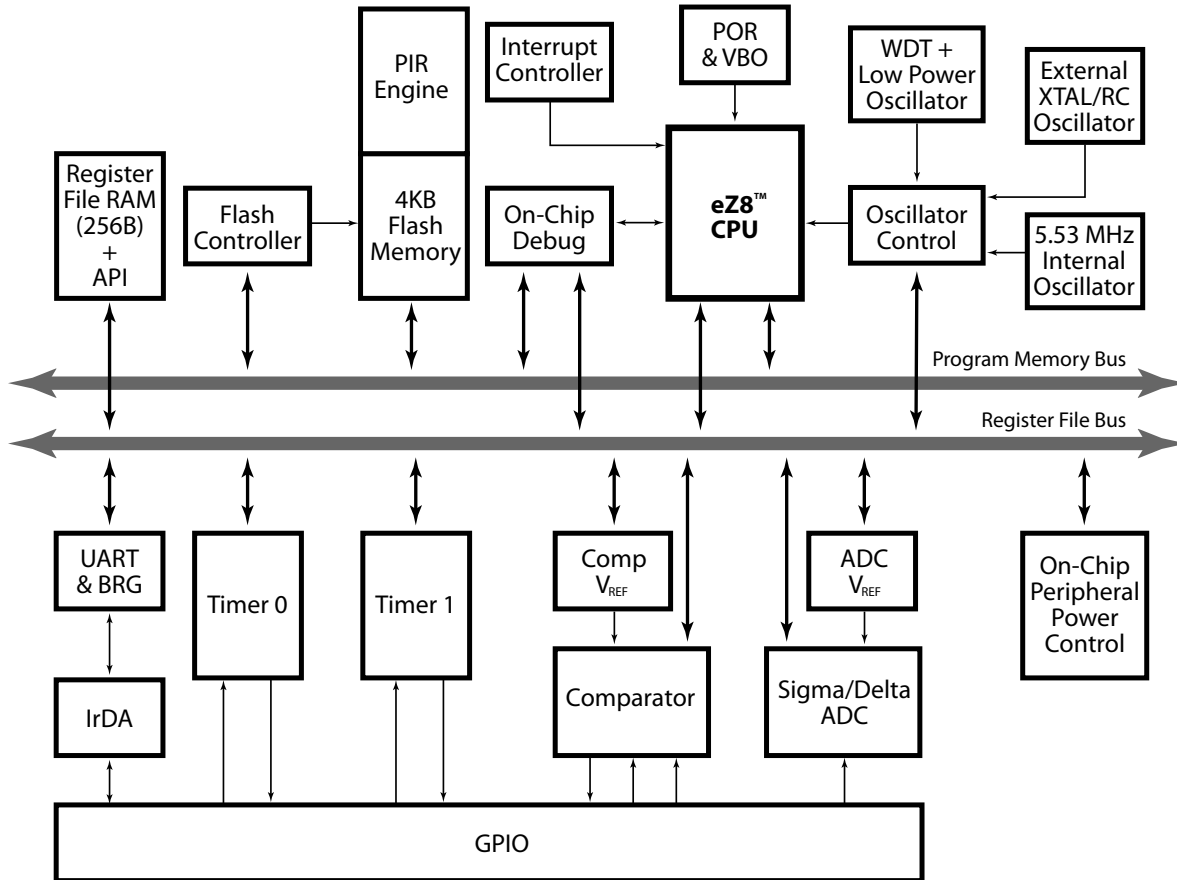 PIR
Engine
Interrupt
Controller
POR
& VBO
WDT +
Low Power
Oscillator
External
XTAL/RC
Oscillator
Register
File RAM
(256B)
+
API
Flash
Controller
4KB
Flash
Memory
On-Chip
Debug
eZ8™
CPU
Oscillator
Control
5.53 MHz
Internal
Oscillator
Program Memory Bus
Register File Bus
UART
& BRG
Timer 0
Timer 1
Comp
VREF
ADC
VREF
On-Chip
Peripheral
Power
Control
IrDA
Comparator
Sigma/Delta
ADC
GPIO